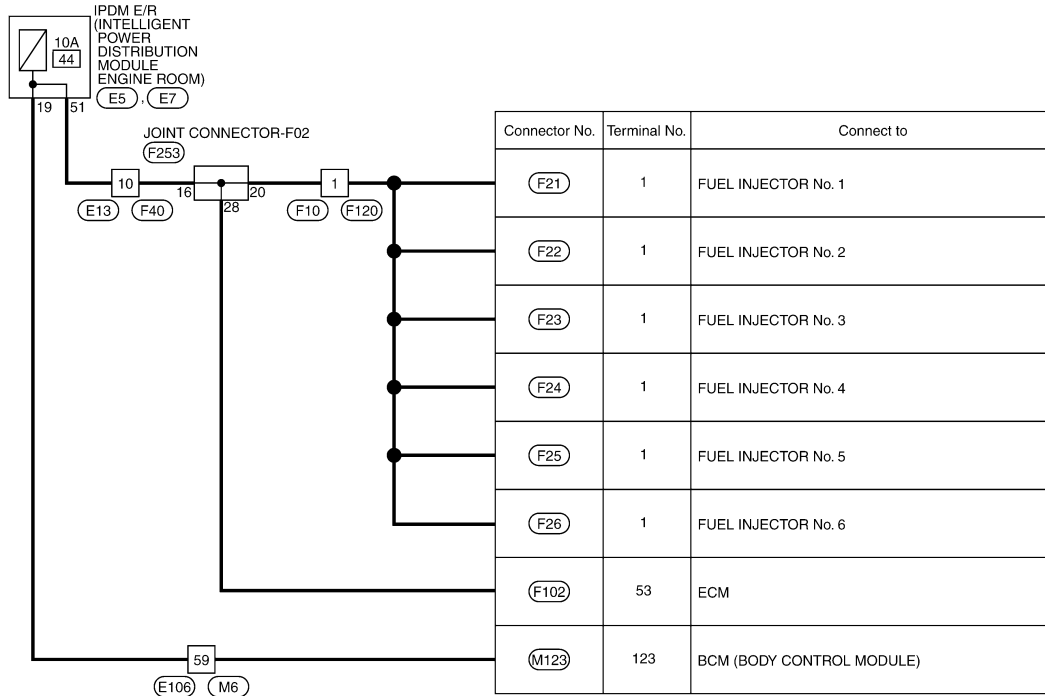 IPDM E/R
(INTELLIGENT
POWER
DISTRIBUTION
MODULE
ENGINE ROOM)
10A
44
E5 , E7
19 51
JOINT CONNECTOR-F02
F253
10
16 20
28
1
E13 F40
F10 F120
Connector No. Terminal No. Connect to
F21 1 FUEL INJECTOR No. 1
F22 1 FUEL INJECTOR No. 2
F23 1 FUEL INJECTOR No. 3
F24 1 FUEL INJECTOR No. 4
F25 1 FUEL INJECTOR No. 5
F26 1 FUEL INJECTOR No. 6
F102 53 ECM
M123 123 BCM (BODY CONTROL MODULE)
59
E106 M6